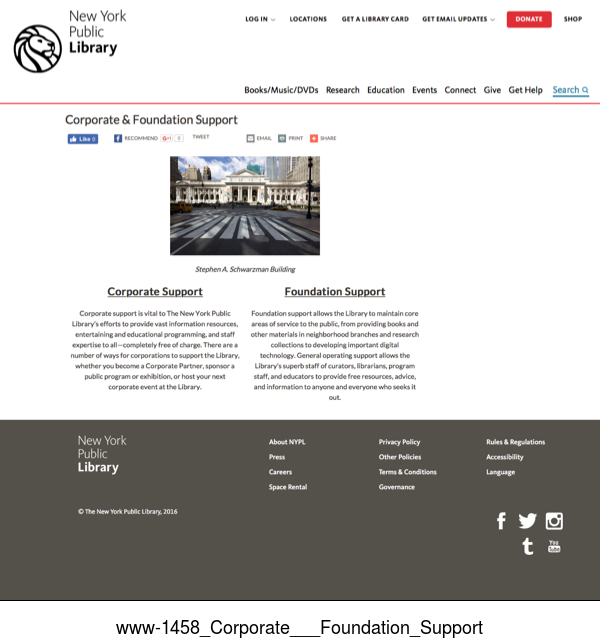 New York
Public
Library
LOG IN
LOCATIONS
GET A LIBRARY CARD
GET EMAIL UPDATES
DONATE
SHOP
Books/Music/DVDs Research Education Events Connect Give Get Help Search
Corporate & Foundation Support
Like 0
RECOMMEND
G+1 0
TWEET
EMAIL
PRINT
SHARE
Stephen A. Schwarzman Building
Corporate Support
Corporate support is vital to The New York Public
Library's efforts to provide vast information resources,
entertaining and educational programming, and staff
expertise to all—completely free of charge. There are a
number of ways for corporations to support the Library,
whether you become a Corporate Partner, sponsor a
public program or exhibition, or host your next
corporate event at the Library.
Foundation Support
Foundation support allows the Library to maintain core
areas of service to the public, from providing books and
other materials in neighborhood branches and research
collections to developing important digital
technology. General operating support allows the
Library's superb staff of curators, librarians, program
staff, and educators to provide free resources, advice,
and information to anyone and everyone who seeks it
out.
New York
Public
Library
© The New York Public Library, 2016
About NYPL
Press
Careers
Space Rental
Privacy Policy
Other Policies
Terms & Conditions
Governance
Rules & Regulations
Accessibility
Language
You
Tube
www-1458_Corporate___Foundation_Support